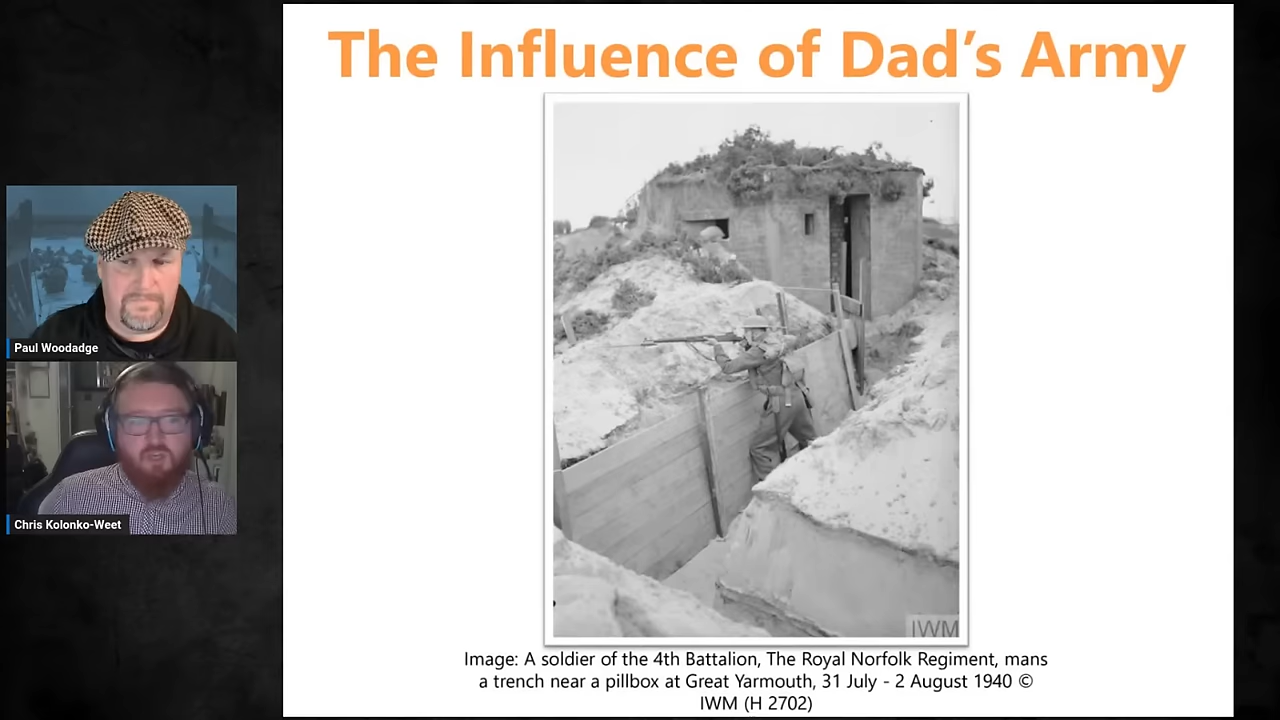 The Influence of Dad's Army
Paul Woodadge
Chris Kolonko-Weet
IWM
Image: A soldier of the 4th Battalion, The Royal Norfolk Regiment, mans
a trench near a pillbox at Great Yarmouth, 31 July - 2 August 1940 ©
IWM (H 2702)